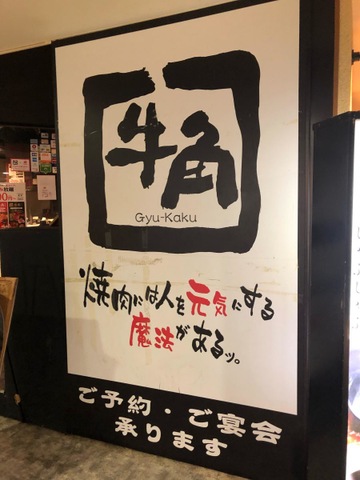 牛角
Gyu-Kaku
焼肉には人を元気にする
魔法があるッ。
ご予約・ご宴会
承ります